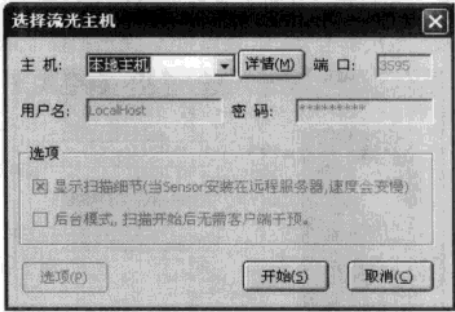 选择流光主机
主 机: 本地主机 详情(M) 端 口: 3595
用户名: LocalHost 密 码: *********
选项
显示扫描细节(当Sensor安装在远程服务器,速度会变慢)
后台模式, 扫描开始后无需客户端干预。
选项(P) 开始(S) 取消(C)